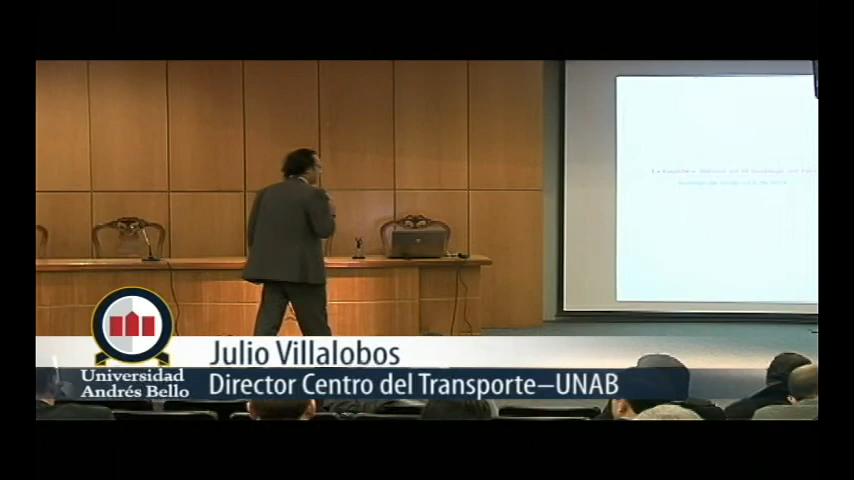 Julio Villalobos
Director Centro del Transporte–UNAB
Universidad
Andrés Bello